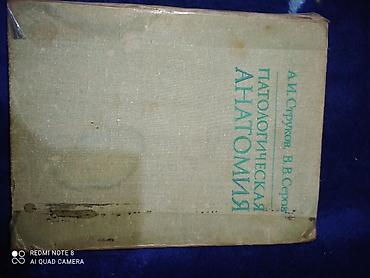 А.И. Струков, В.В. Серов
ПАТОЛОГИЧЕСКАЯ
АНАТОМИЯ
REDMI NOTE 8
AI QUAD CAMERA